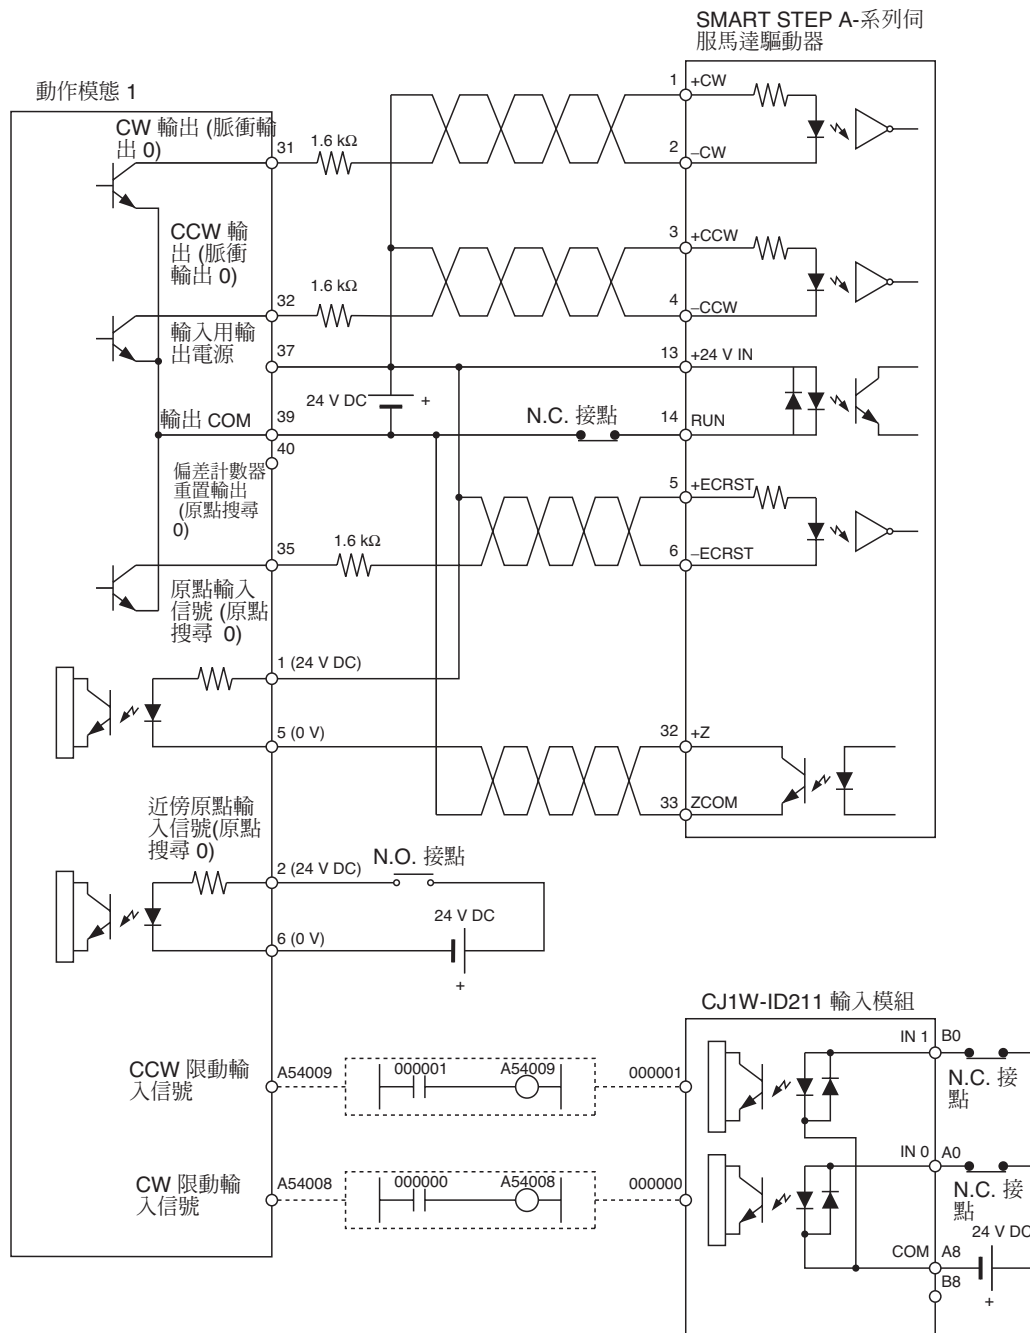 SMART STEP A-系列伺
服馬達驅動器
動作模態 1
CW 輸出 (脈衝輸
出 0)
31
1.6 kΩ
1
+CW
2
–CW
CCW 輸
出 (脈衝
輸出 0)
3
+CCW
32
1.6 kΩ
4
–CCW
輸入用輸
出電源
37
13
+24 V IN
24 V DC
+
輸出 COM
39
N.C. 接點
14
RUN
40
偏差計數器
重置輸出
(原點搜尋
0)
5
+ECRST
35
1.6 kΩ
6
–ECRST
原點輸入
信號 (原點
搜尋 0)
1 (24 V DC)
5 (0 V)
32
+Z
33
ZCOM
近傍原點輸
入信號(原點
搜尋 0)
2 (24 V DC)
N.O. 接點
24 V DC
6 (0 V)
+
CJ1W-ID211 輸入模組
IN 1
B0
N.C. 接
點
CCW 限動輸
入信號
A54009
000001
A54009
000001
IN 0
A0
N.C. 接
點
CW 限動輸
入信號
A54008
000000
A54008
000000
24 V DC
COM
A8
B8
+